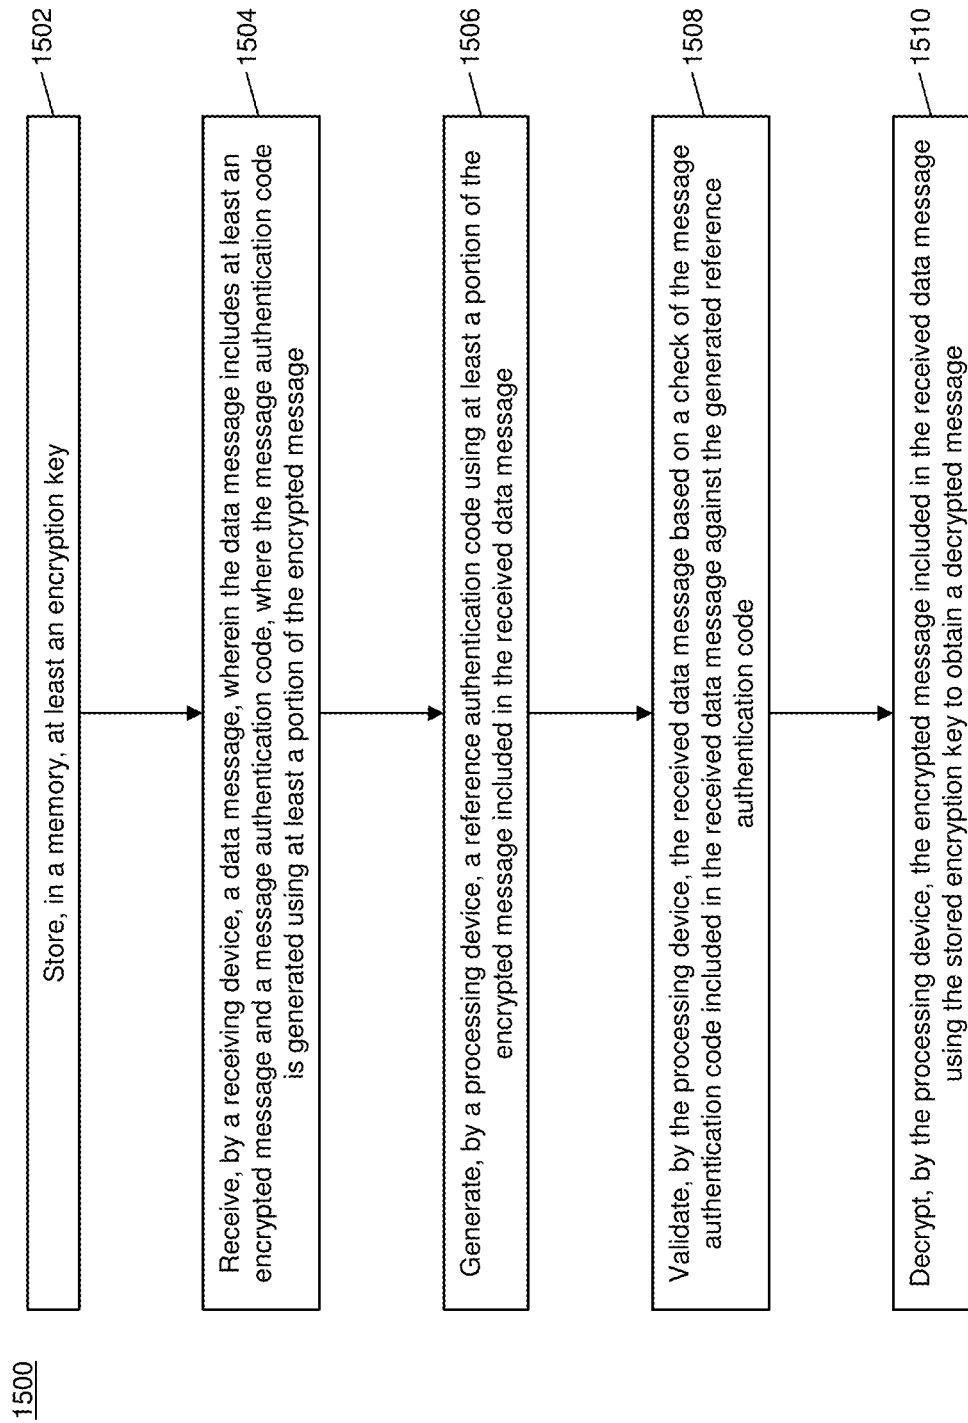 1500
Store, in a memory, at least an encryption key
1502
Receive, by a receiving device, a data message, wherein the data message includes at least an
encrypted message and a message authentication code, where the message authentication code
is generated using at least a portion of the encrypted message
1504
Generate, by a processing device, a reference authentication code using at least a portion of the
encrypted message included in the received data message
1506
Validate, by the processing device, the received data message based on a check of the message
authentication code included in the received data message against the generated reference
authentication code
1508
Decrypt, by the processing device, the encrypted message included in the received data message
using the stored encryption key to obtain a decrypted message
1510